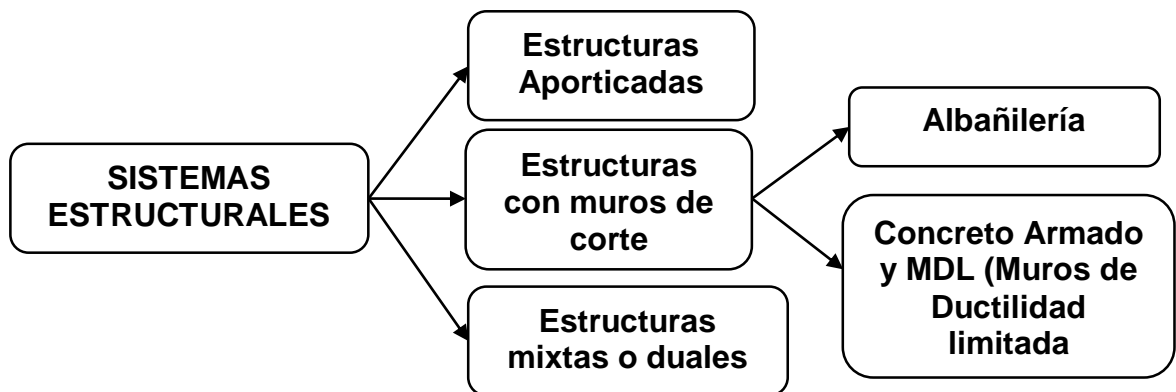 SISTEMAS
ESTRUCTURALES
Estructuras
Aporticadas
Estructuras
con muros de
corte
Estructuras
mixtas o duales
Albañilería
Concreto Armado
y MDL (Muros de
Ductilidad
limitada